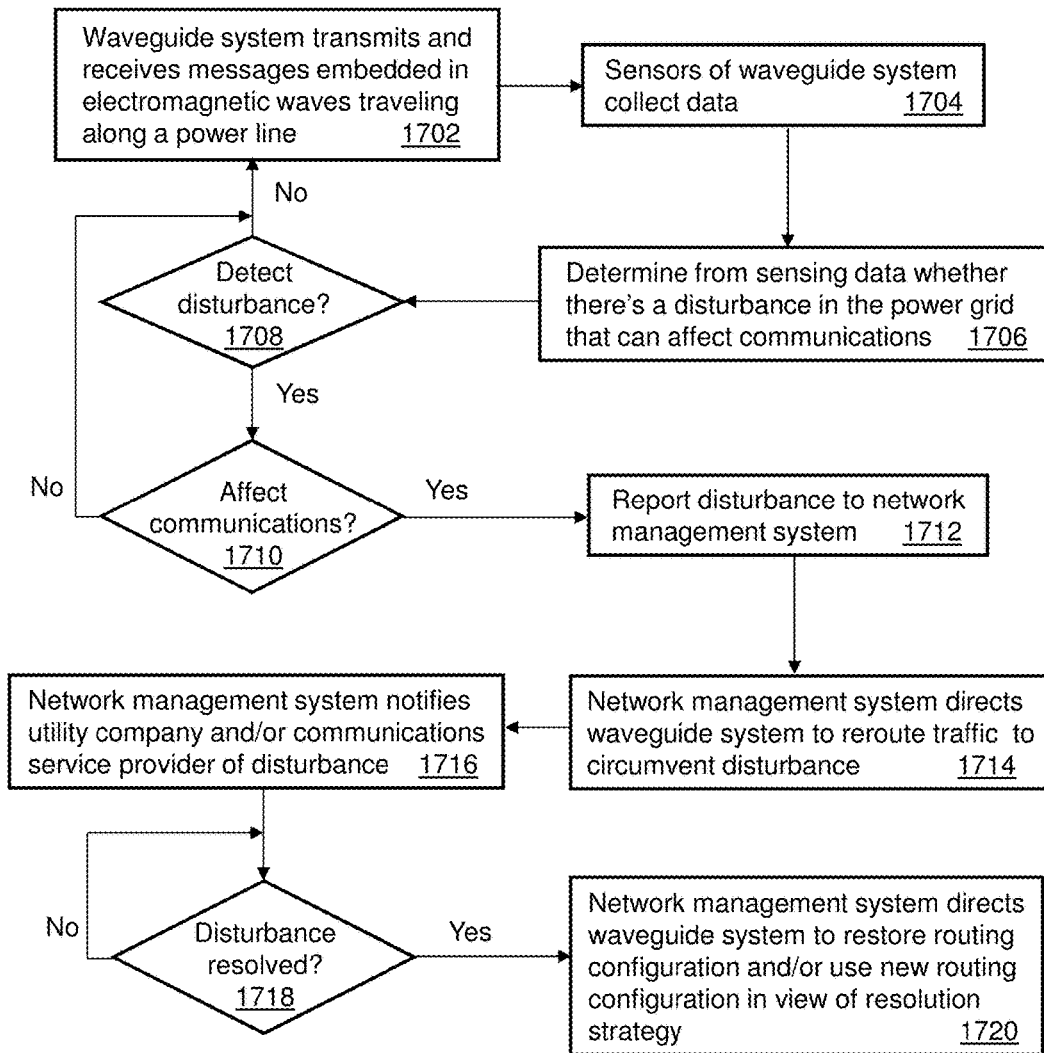 Waveguide system transmits and
receives messages embedded in
electromagnetic waves traveling
along a power line 1702
Sensors of waveguide system
collect data 1704
No
Detect
disturbance?
1708
Determine from sensing data whether
there's a disturbance in the power grid
that can affect communications 1706
Yes
No
Affect
communications?
1710
Yes
Report disturbance to network
management system 1712
Network management system notifies
utility company and/or communications
service provider of disturbance 1716
Network management system directs
waveguide system to reroute traffic to
circumvent disturbance 1714
No
Disturbance
resolved?
1718
Yes
Network management system directs
waveguide system to restore routing
configuration and/or use new routing
configuration in view of resolution
strategy 1720